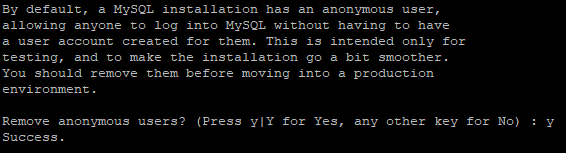 By default, a MySQL installation has an anonymous user,
allowing anyone to log into MySQL without having to have
a user account created for them. This is intended only for
testing, and to make the installation go a bit smoother.
You should remove them before moving into a production
environment.
Remove anonymous users? (Press y|Y for Yes, any other key for No) : y
Success.